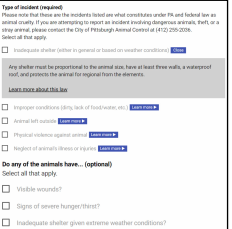 Type of incident (required)
Please note that these are the incidents listed are what constitutes under PA and federal law as
animal cruelty. If you are attempting to report an incident involving dangerous animals, theft, or a
stray animal, please contact the City of Pittsburgh Animal Control at (412) 255-2036.
Select all that apply.
Inadequate shelter (either in general or based on weather conditions) Close
Any shelter must be proportional to the animal size, have at least three walls, a waterproof
roof, and protects the animal for regional from the elements.
Learn more about this law
Improper conditions (dirty, lack of food/water, etc.) Learn more
Animal left outside Learn more
Physical violence against animal Learn more
Neglect of animal's illness or injuries Learn more
Do any of the animals have... (optional)
Select all that apply.
Visible wounds?
Signs of severe hunger/thirst?
Inadequate shelter given extreme weather conditions?